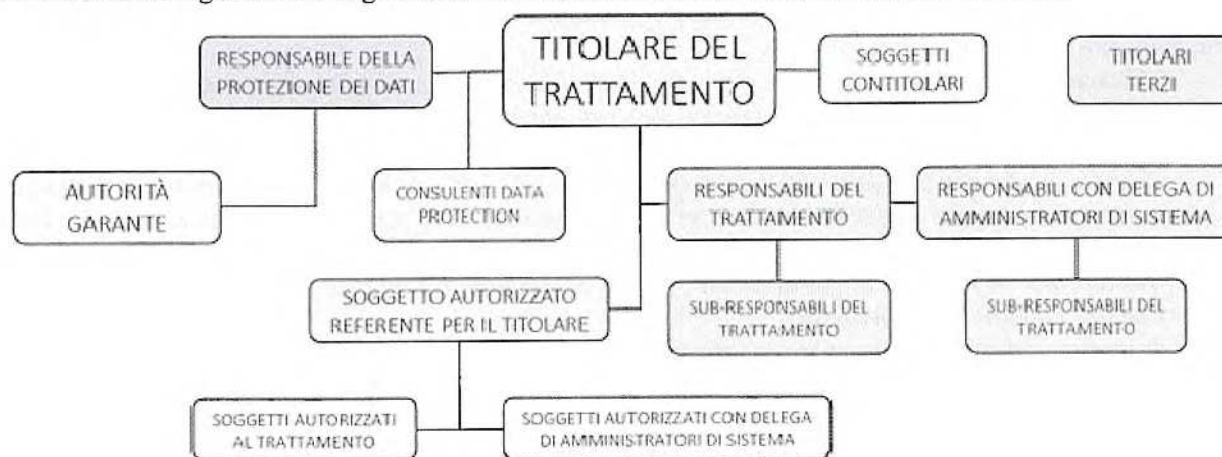 RESPONSABILE DELLA
PROTEZIONE DEI DATI
TITOLARE DEL
TRATTAMENTO
SOGGETTI
CONTITOLARI
TITOLARI
TERZI
AUTORITÀ
GARANTE
CONSULENTI DATA
PROTECTION
RESPONSABILI DEL
TRATTAMENTO
RESPONSABILI CON DELEGA DI
AMMINISTRATORI DI SISTEMA
SOGGETTO AUTORIZZATO
REFERENTE PER IL TITOLARE
SUB-RESPONSABILI DEL
TRATTAMENTO
SUB-RESPONSABILI DEL
TRATTAMENTO
SOGGETTI AUTORIZZATI
AL TRATTAMENTO
SOGGETTI AUTORIZZATI CON DELEGA
DI AMMINISTRATORI DI SISTEMA